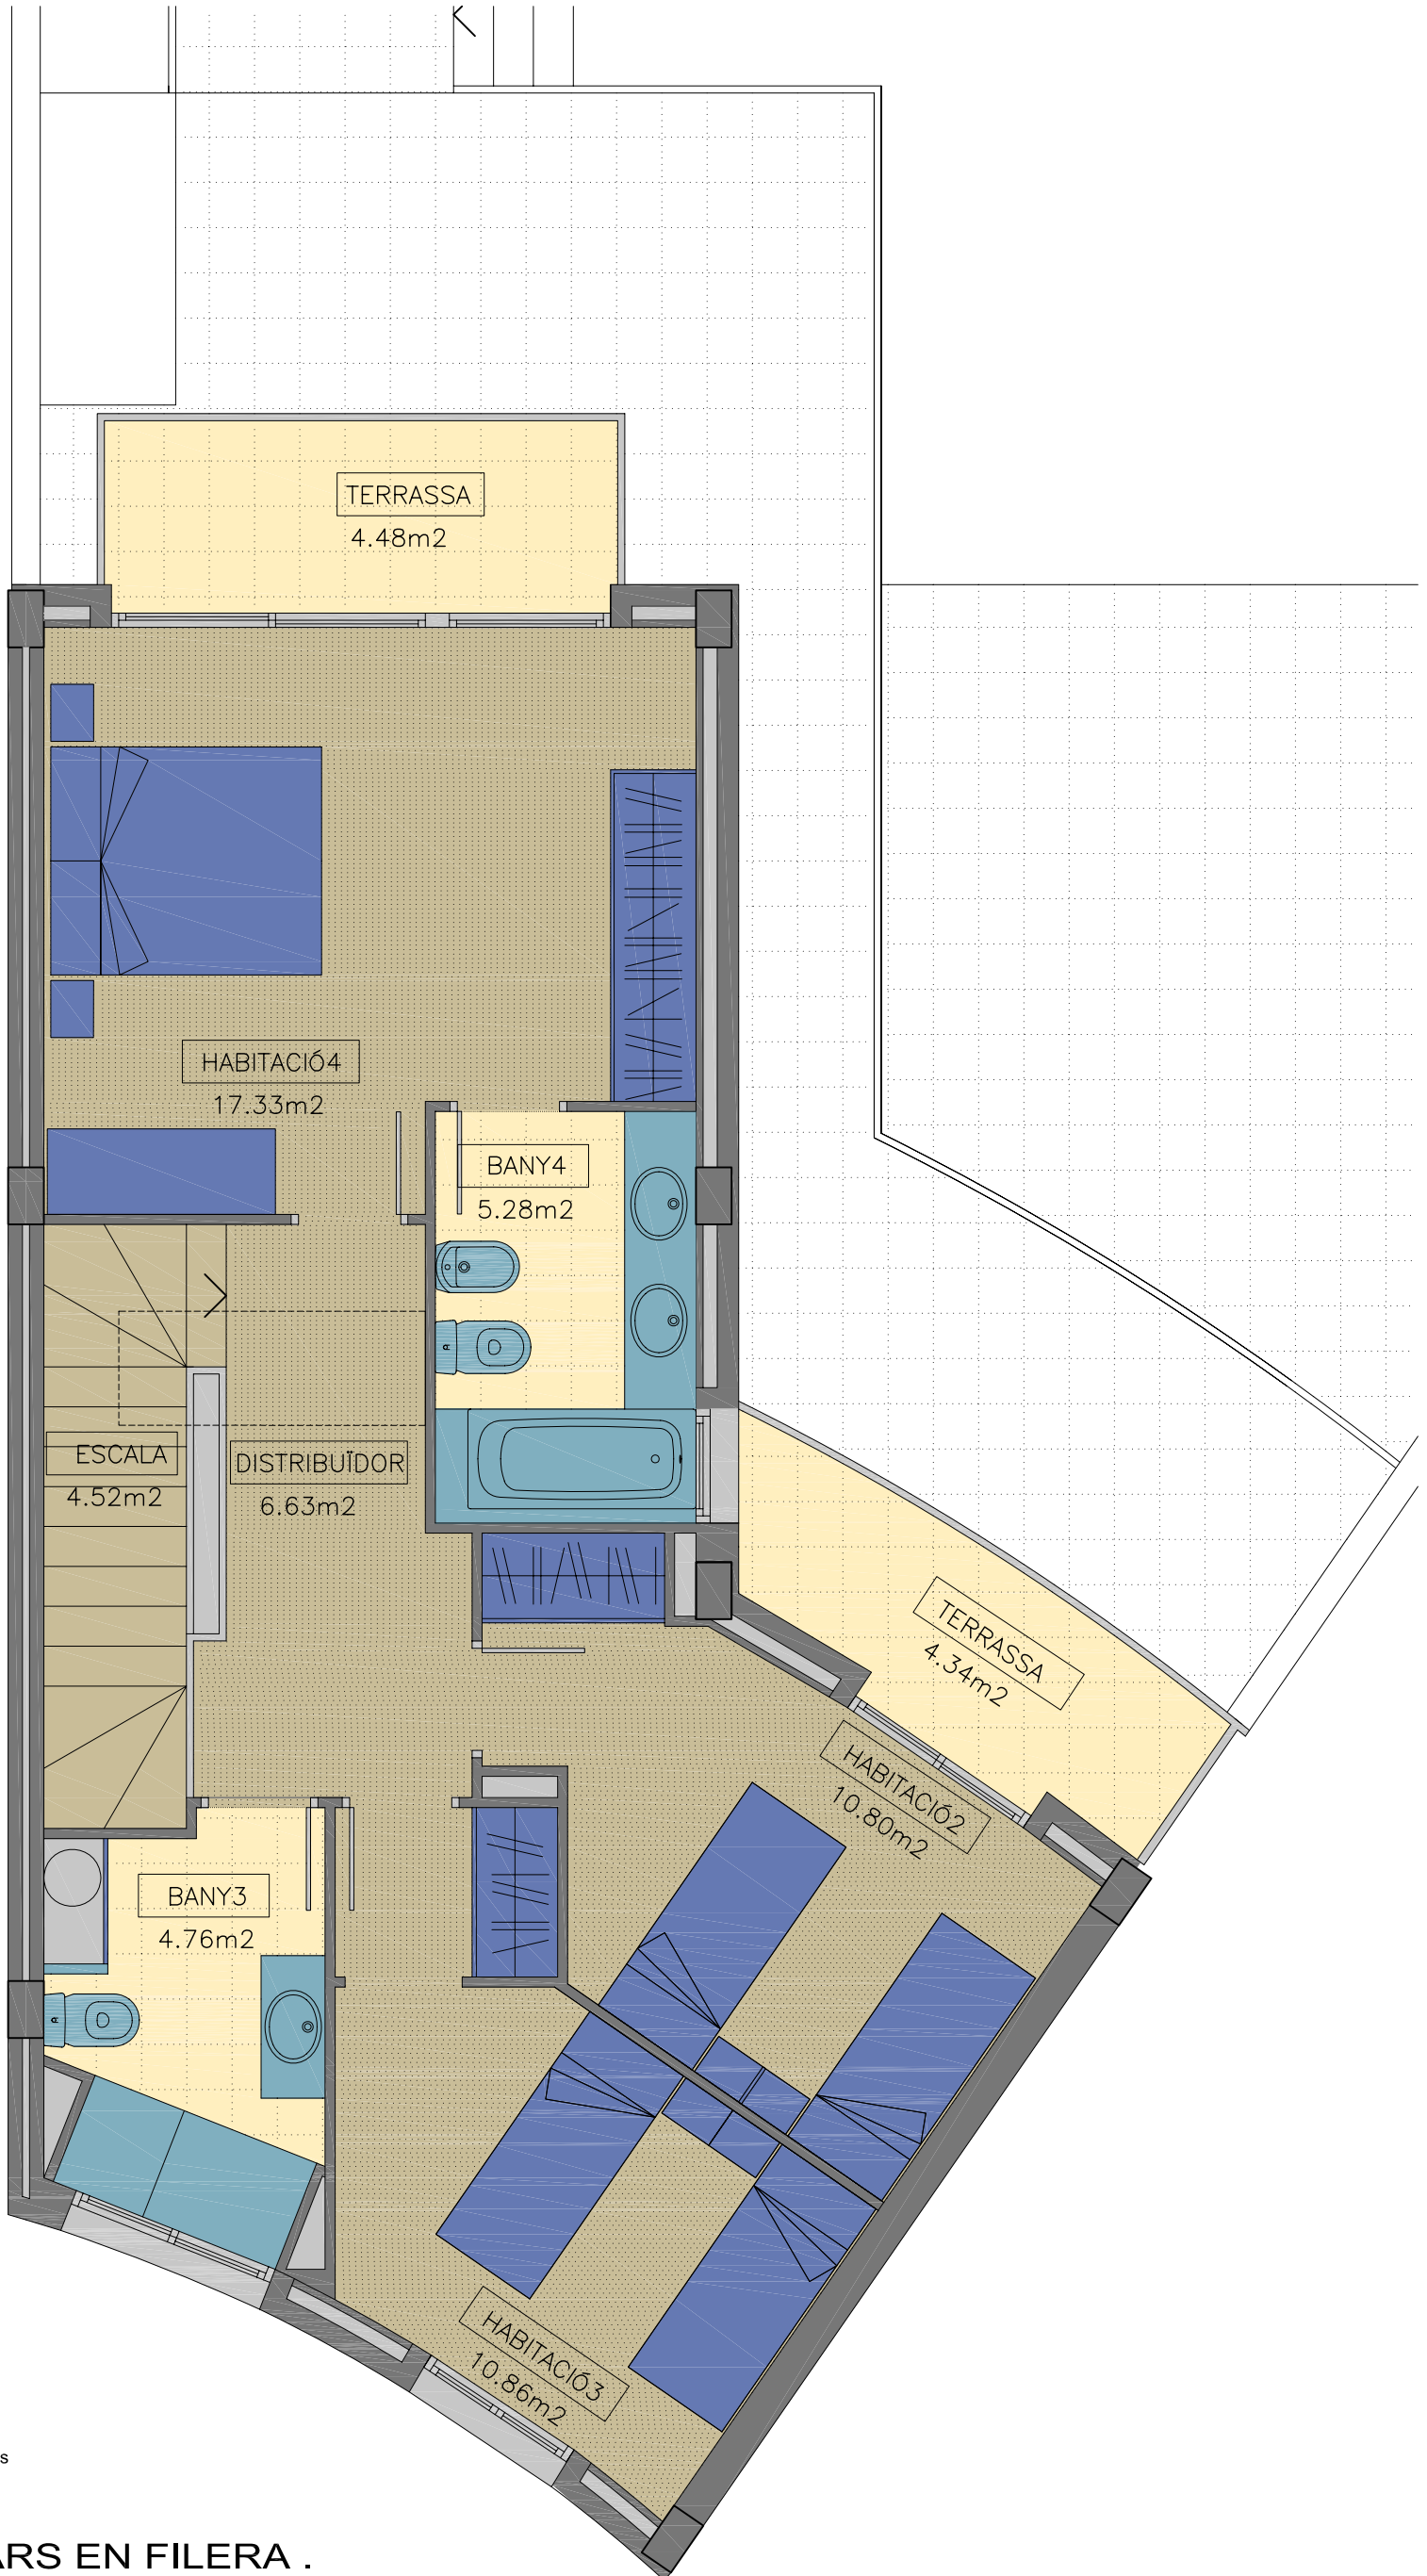 TERRASSA
4.48m2
HABITACIÓ4
17.33m2
BANY4
5.28m2
ESCALA
4.52m2
DISTRIBUÏDOR
6.63m2
TERRASSA
4.34m2
HABITACIÓ2
10.80m2
BANY3
4.76m2
HABITACIÓ3
10.86m2
s
ARS EN FILERA .